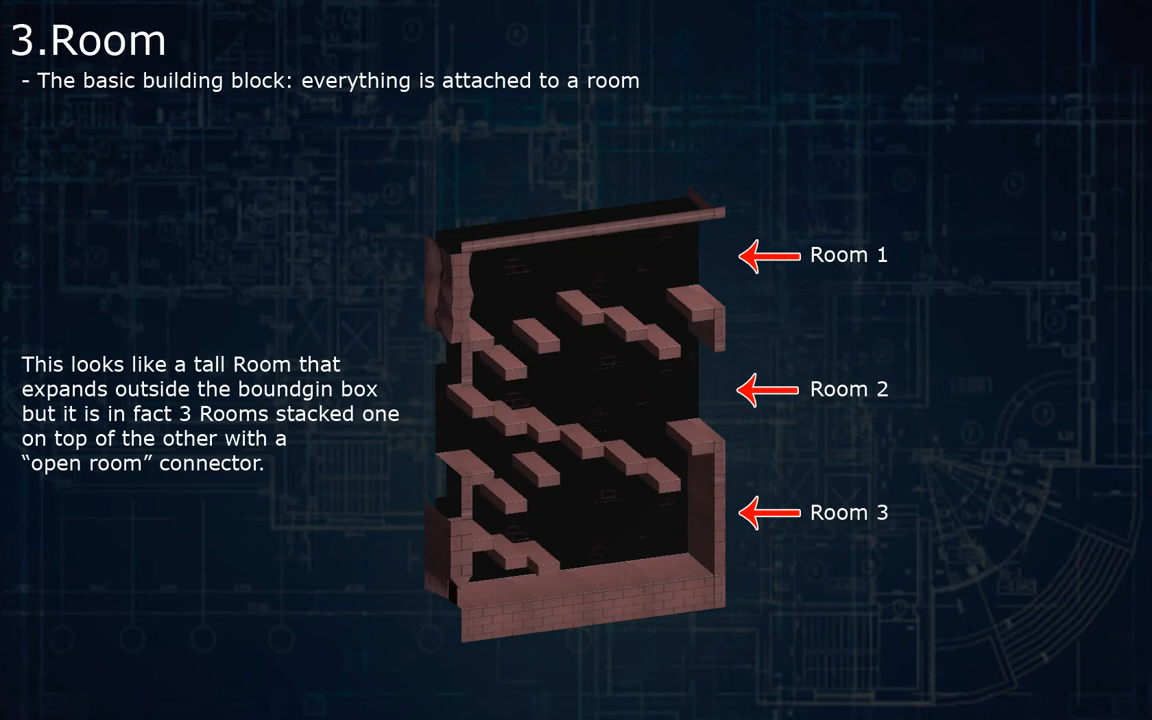 3.Room
- The basic building block: everything is attached to a room
Room 1
This looks like a tall Room that
expands outside the boundgin box
but it is in fact 3 Rooms stacked one
on top of the other with a
“open room” connector.
Room 2
Room 3